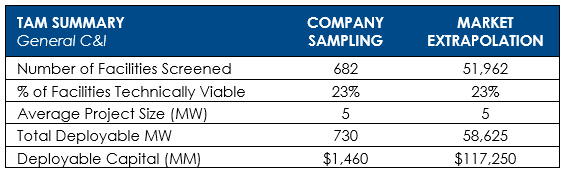 TAM SUMMARY COMPANY MARKET
General C&I SAMPLING EXTRAPOLATION
Number of Facilities Screened 682 51,962
% of Facilities Technically Viable 23% 23%
Average Project Size (MW) 5 5
Total Deployable MW 730 58,625
Deployable Capital (MM) $1,460 $117,250